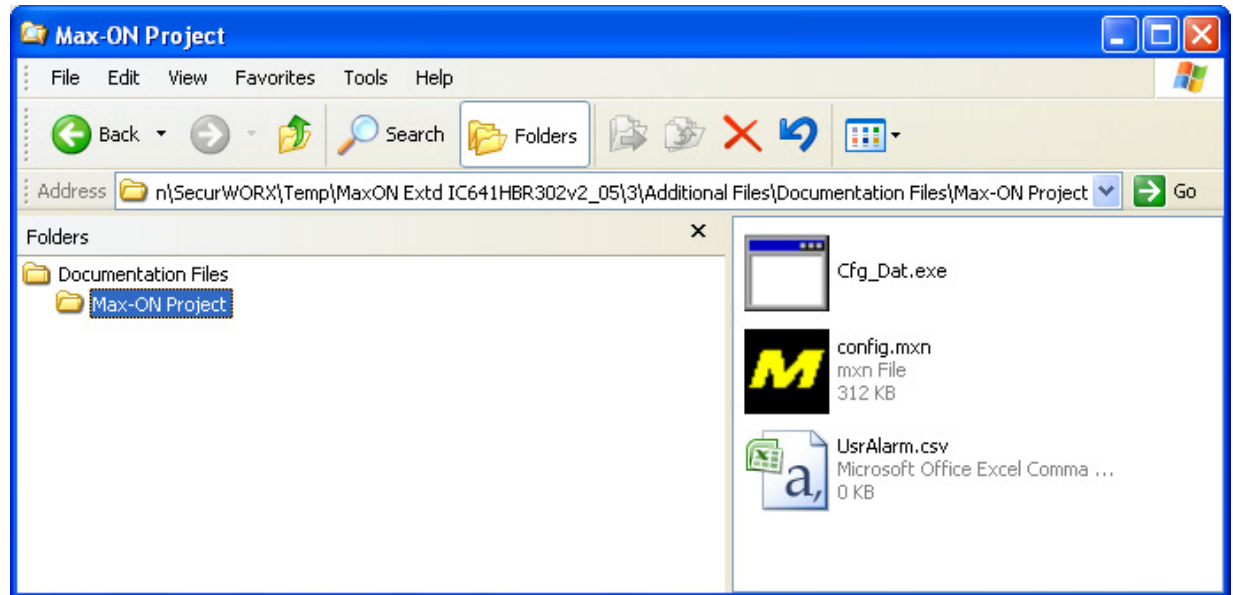 Max-ON Project
File Edit View Favorites Tools Help
Back Search Folders
Address n\SecurWORX\Temp\MaxON Extd IC641HBR302v2_05\3\Additional Files\Documentation Files\Max-ON Project Go
Folders x
Documentation Files
Max-ON Project
Cfg_Dat.exe
config.mxn
mxn File
312 KB
UsrAlarm.csv
Microsoft Office Excel Comma ...
0 KB